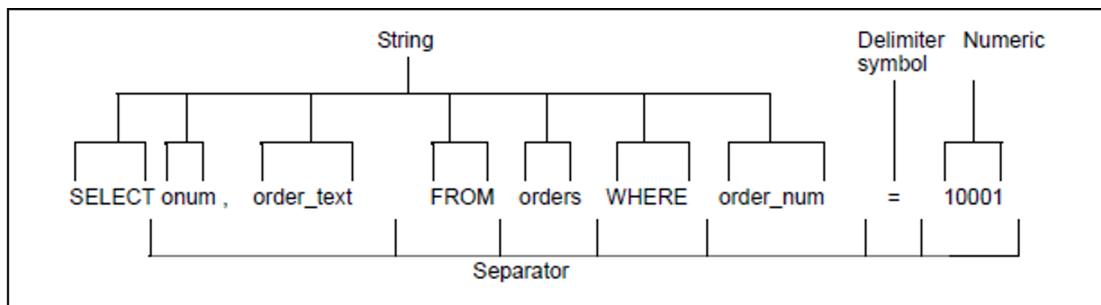 String
Delimiter symbol
Numeric
SELECT onum , order_text FROM orders WHERE order_num = 10001
Separator